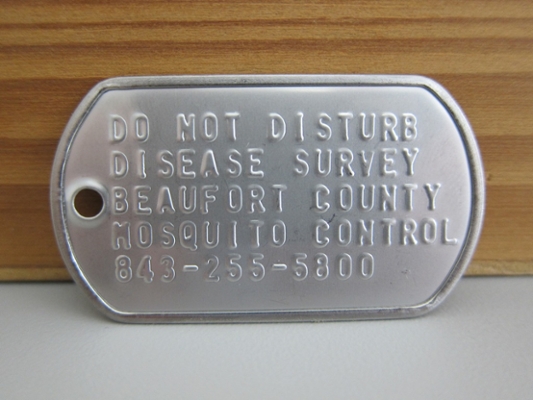 DO NOT DISTURB
DISEASE SURVEY
BEAUFORT COUNTY
MOSQUITO CONTROL
843-255-5800